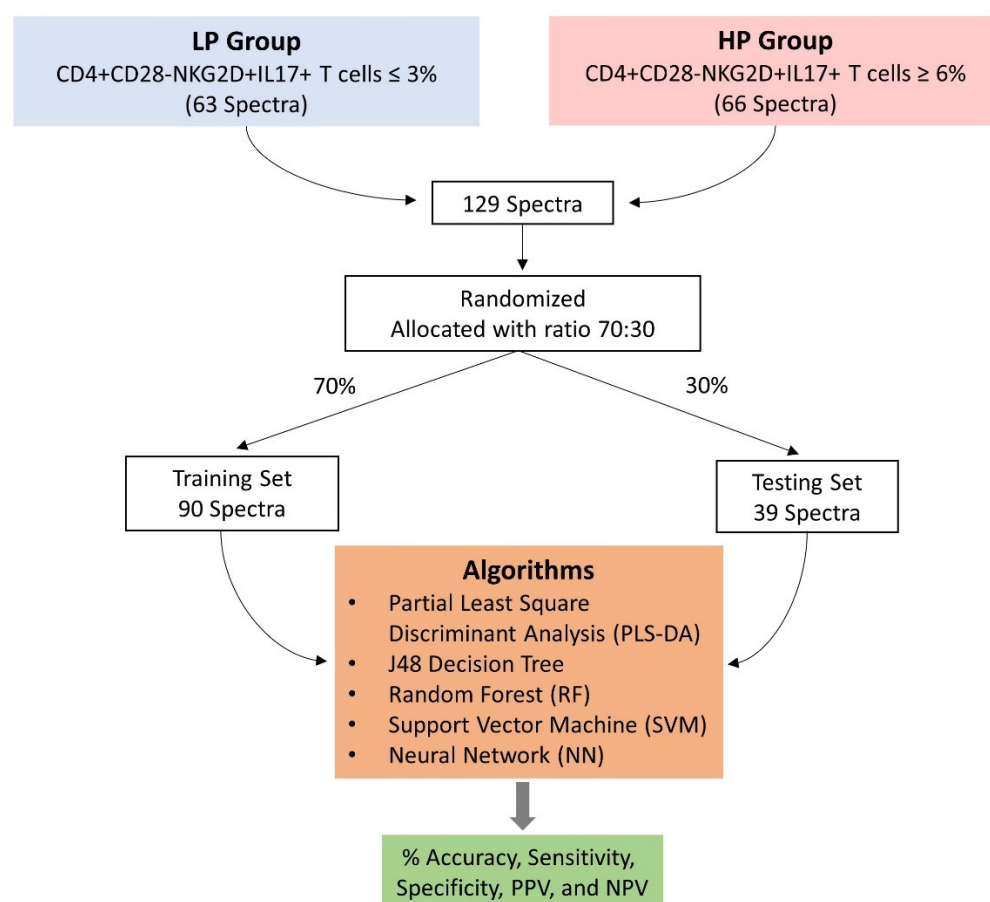 LP Group
CD4+CD28-NKG2D+IL17+ T cells ≤ 3%
(63 Spectra)
HP Group
CD4+CD28-NKG2D+IL17+ T cells ≥ 6%
(66 Spectra)
129 Spectra
Randomized
Allocated with ratio 70:30
70%
30%
Training Set
90 Spectra
Testing Set
39 Spectra
Algorithms
• Partial Least Square
Discriminant Analysis (PLS-DA)
• J48 Decision Tree
• Random Forest (RF)
• Support Vector Machine (SVM)
• Neural Network (NN)
% Accuracy, Sensitivity,
Specificity, PPV, and NPV